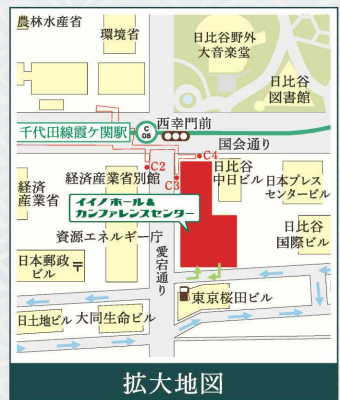 農林水産省
環境省
日比谷野外
大音楽堂
日比谷
図書館
千代田線霞ケ関駅
C
08
西幸門前
国会通り
C2
C3
C4
経済
産業省
経済産業省別館
日比谷
中日ビル
日本プレス
センタービル
イイノホール&
カンファレンスセンター
資源エネルギー庁
愛宕通り
日比谷
国際ビル
日本郵政
ビル
〒
東京桜田ビル
日土地ビル
大同生命ビル
拡大地図